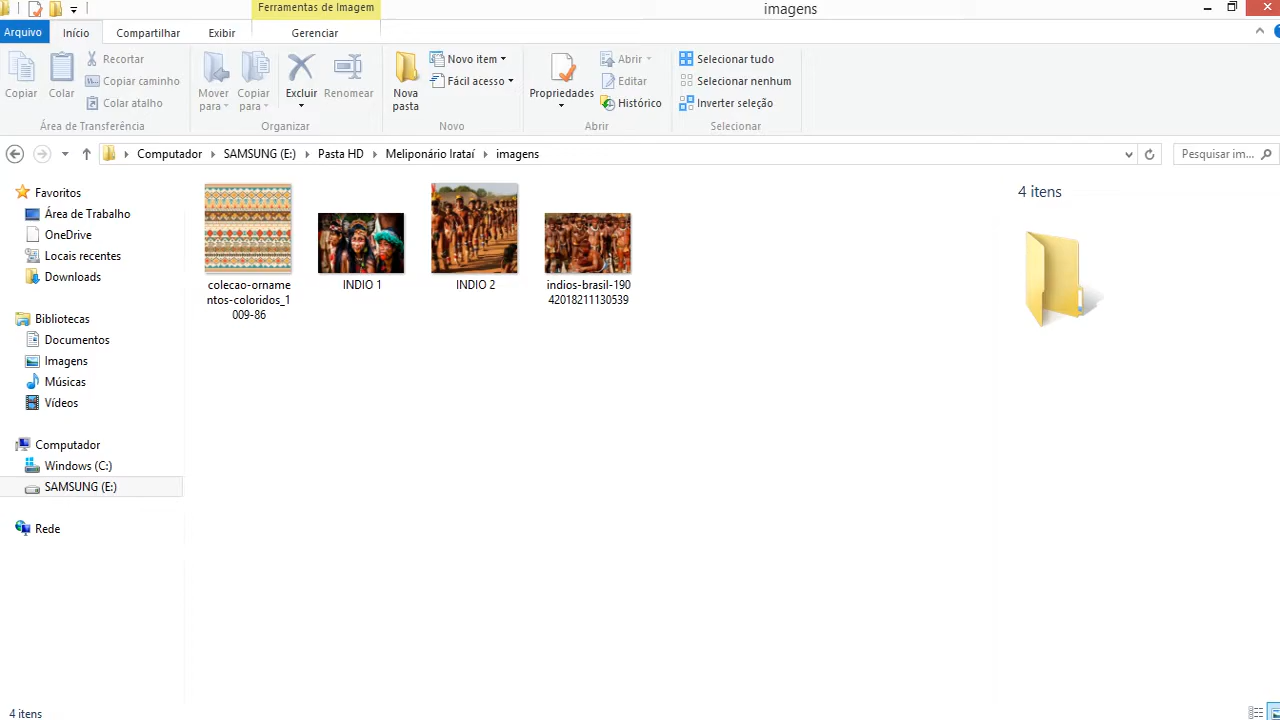 Ferramentas de Imagem
imagens
Arquivo
Início
Compartilhar
Exibir
Gerenciar
Copiar
Colar
Recortar
Copiar caminho
Colar atalho
Área de Transferência
Mover para
Copiar para
Excluir
Renomear
Organizar
Nova pasta
Novo item
Fácil acesso
Novo
Propriedades
Abrir
Editar
Histórico
Abrir
Selecionar tudo
Selecionar nenhum
Inverter seleção
Selecionar
Computador
SAMSUNG (E:)
Pasta HD
Meliponário Irataí
imagens
Pesquisar im...
Favoritos
Área de Trabalho
OneDrive
Locais recentes
Downloads
Bibliotecas
Documentos
Imagens
Músicas
Vídeos
Computador
Windows (C:)
SAMSUNG (E:)
Rede
colecao-orname
ntos-coloridos_1
009-86
INDIO 1
INDIO 2
indios-brasil-190
42018211130539
4 itens
4 itens